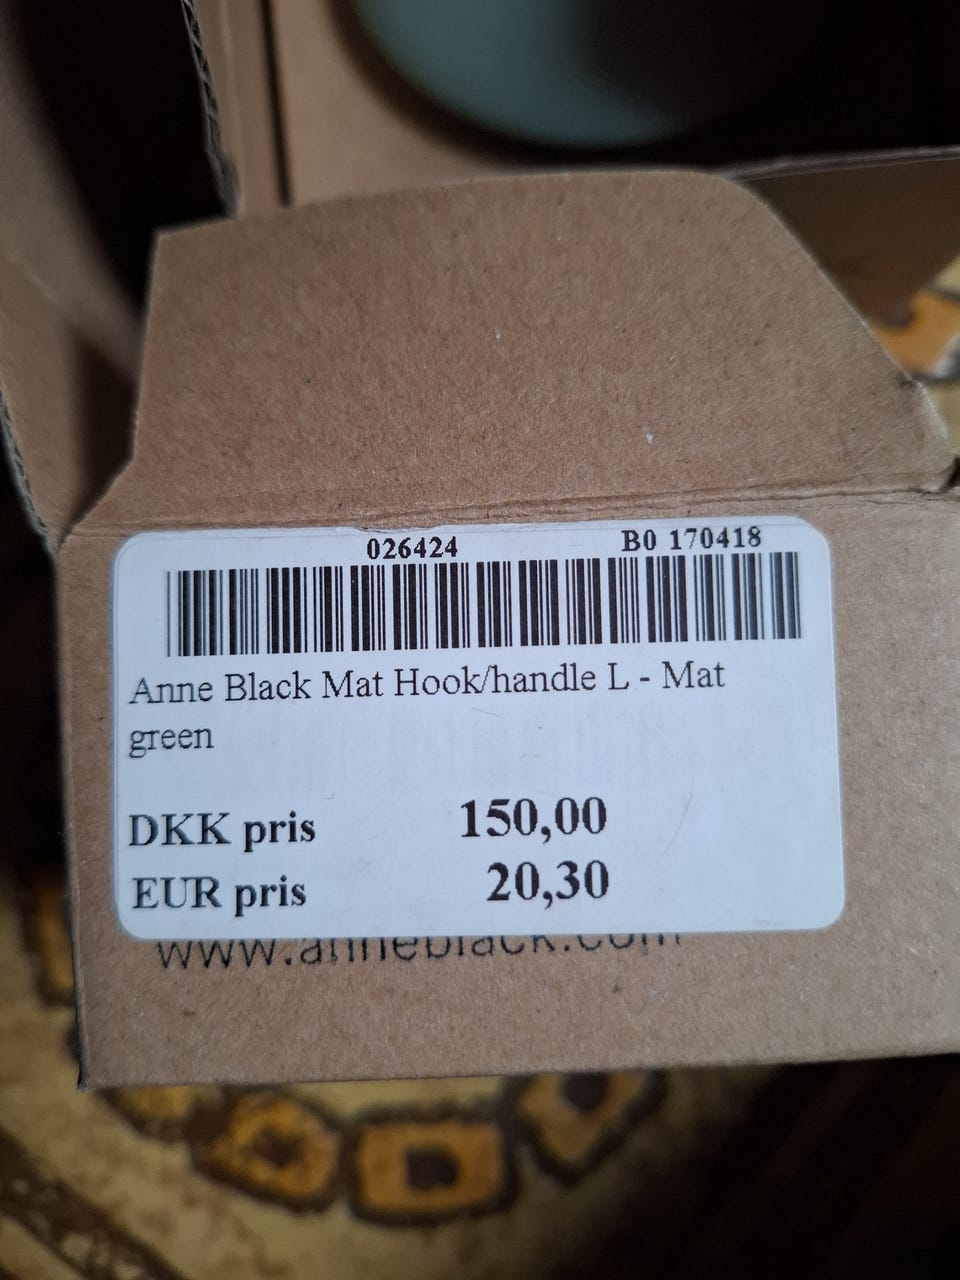 026424 B0 170418
Anne Black Mat Hook/handle L - Mat
green
DKK pris 150,00
EUR pris 20,30
www.anneblack.com